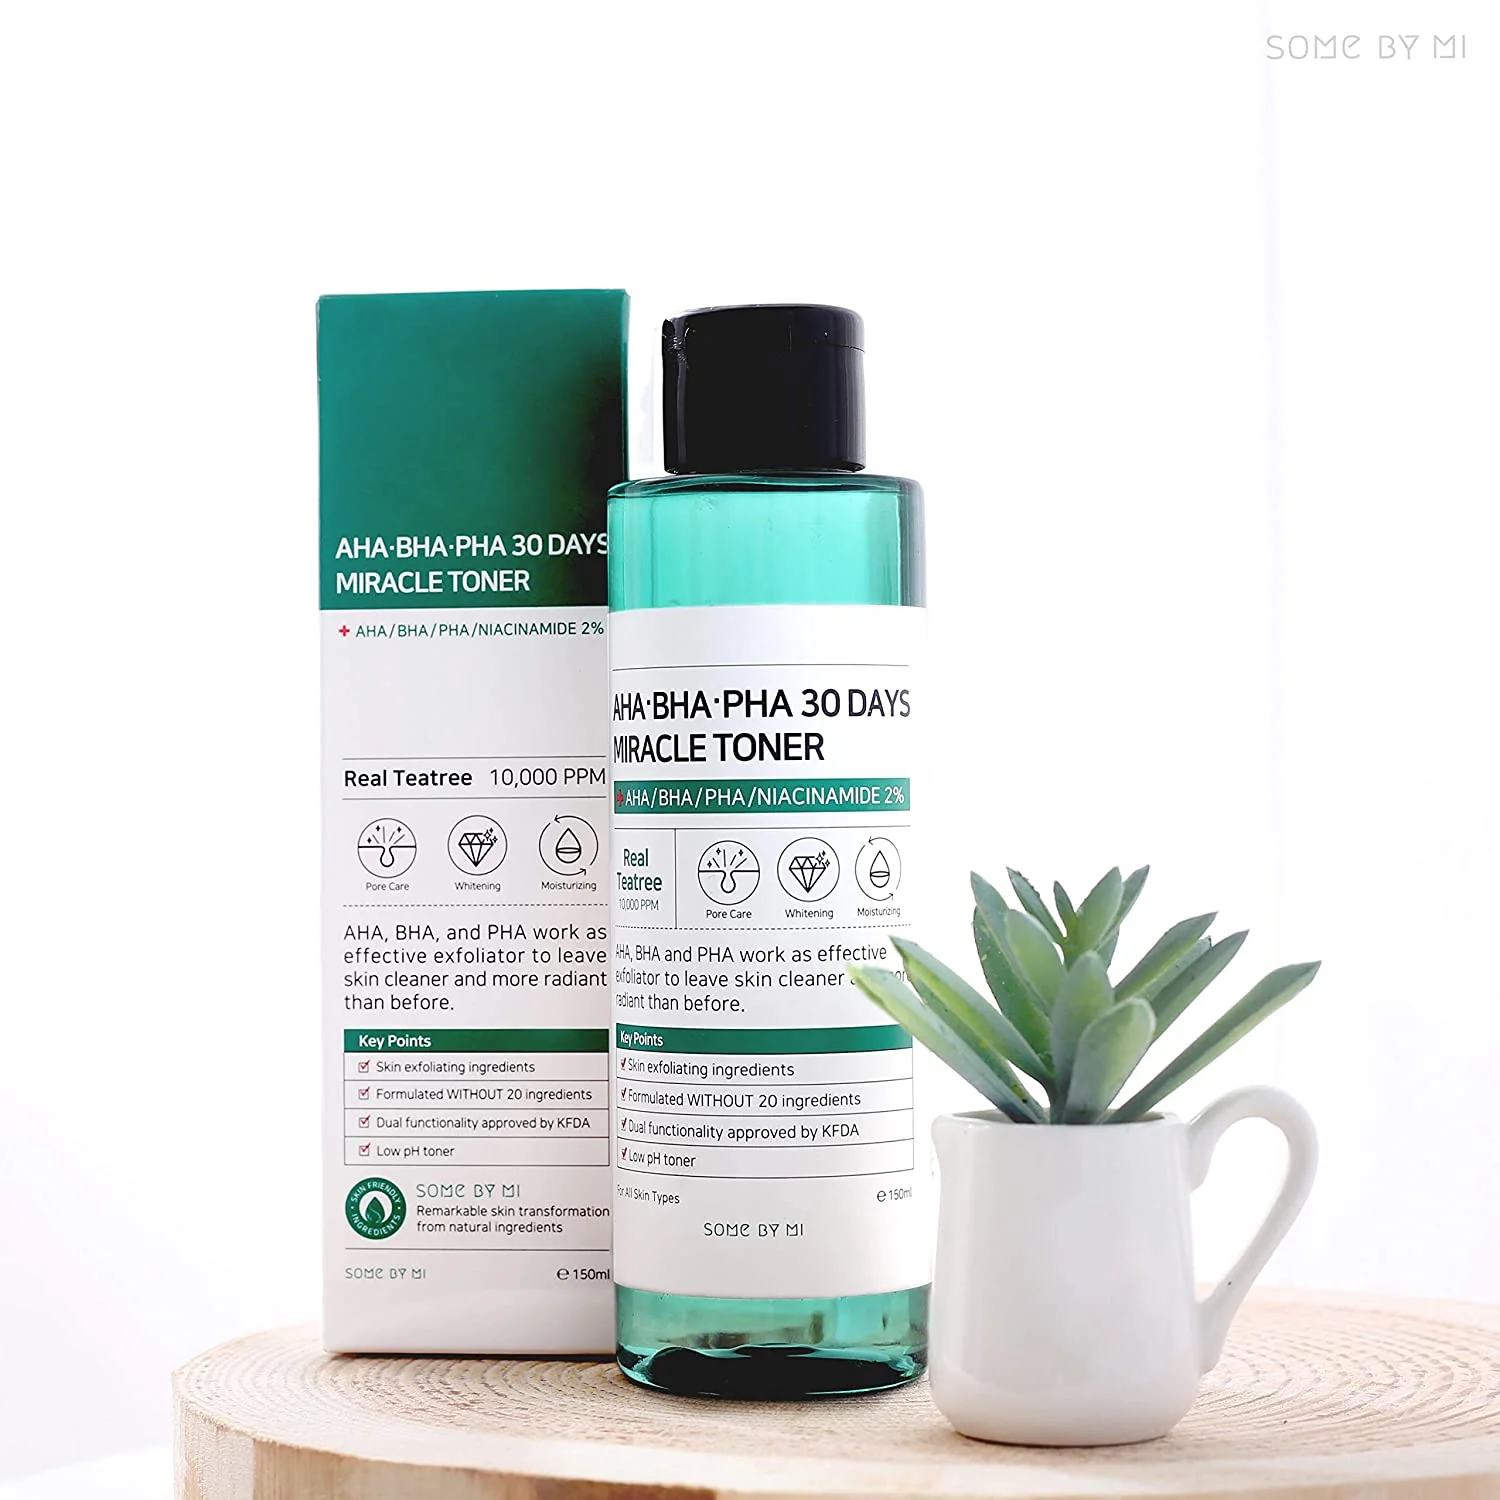 SOME BY MI
AHA·BHA·PHA 30 DAYS
MIRACLE TONER
+ AHA/BHA/PHA/NIACINAMIDE 2%
Real Teatree 10,000 PPM
Pore Care Whitening Moisturizing
AHA, BHA, and PHA work as
effective exfoliator to leave
skin cleaner and more radiant
than before.
Key Points
Skin exfoliating ingredients
Formulated WITHOUT 20 ingredients
Dual functionality approved by KFDA
Low pH toner
SKIN FRIENDLY
INGREDIENTS
SOME BY MI
Remarkable skin transformation
from natural ingredients
SOME BY MI ℮ 150ml
AHA·BHA·PHA 30 DAYS
MIRACLE TONER
+ AHA/BHA/PHA/NIACINAMIDE 2%
Real
Teatree
10,000 PPM
Pore Care Whitening Moisturizing
AHA, BHA and PHA work as effective
exfoliator to leave skin cleaner
radiant than before.
Key Points
Skin exfoliating ingredients
Formulated WITHOUT 20 ingredients
Dual functionality approved by KFDA
Low pH toner
For All Skin Types ℮ 150ml
SOME BY MI